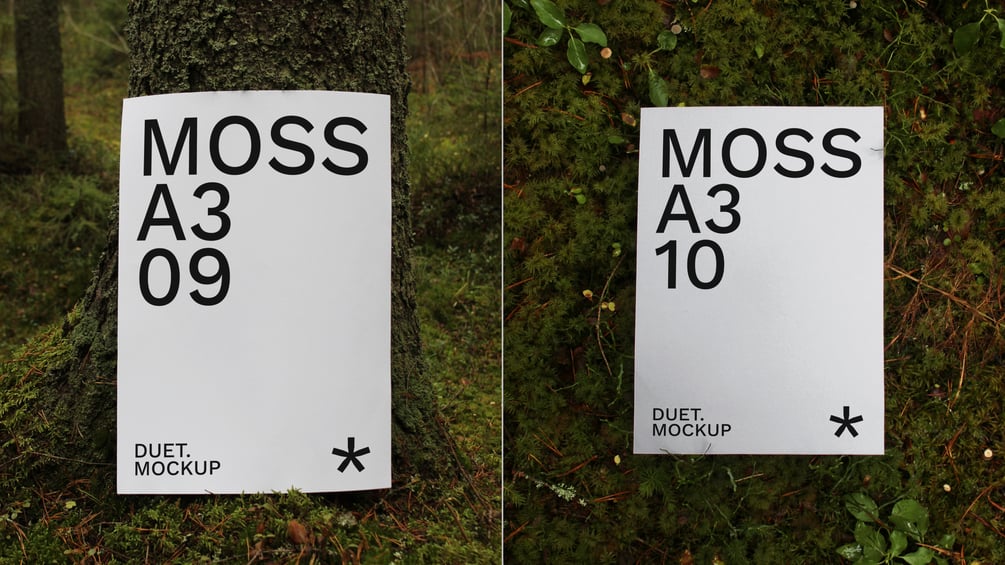 MOSS
A3
09
DUET.
MOCKUP
*
MOSS
A3
10
DUET.
MOCKUP
*